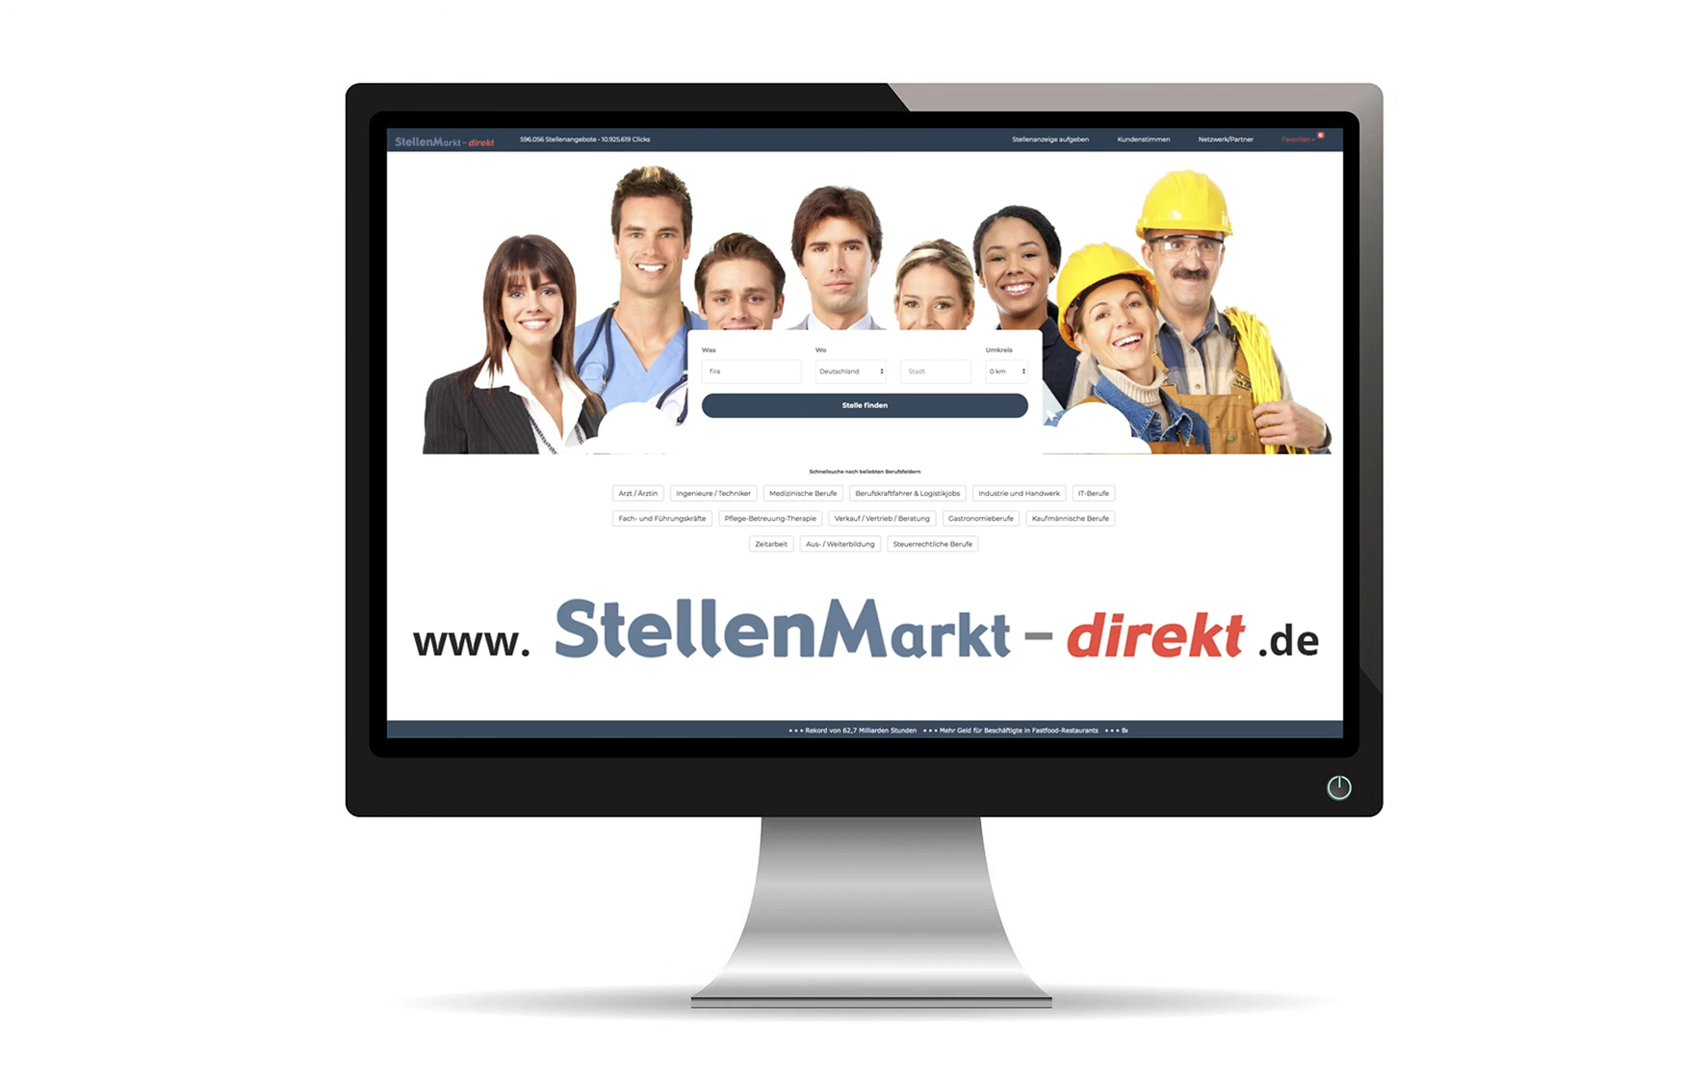 StellenMarkt - direkt 596.056 Stellenangebote - 10.925.619 Clicks Stellenanzeige aufgeben Kundenstimmen Netzwerk/Partner Favoriten
Was Wo Umkreis
fira Deutschland Stadt 0 km
Stelle finden
Schnellsuche nach beliebten Berufsfeldern
Arzt / Ärztin Ingenieure / Techniker Medizinische Berufe Berufskraftfahrer & Logistikjobs Industrie und Handwerk IT-Berufe
Fach- und Führungskräfte Pflege-Betreuung-Therapie Verkauf / Vertrieb / Beratung Gastronomieberufe Kaufmännische Berufe
Zeitarbeit Aus- / Weiterbildung Steuerrechtliche Berufe
www. StellenMarkt - direkt .de
••• Rekord von 62,7 Milliarden Stunden ••• Mehr Geld für Beschäftigte in Fastfood-Restaurants •••